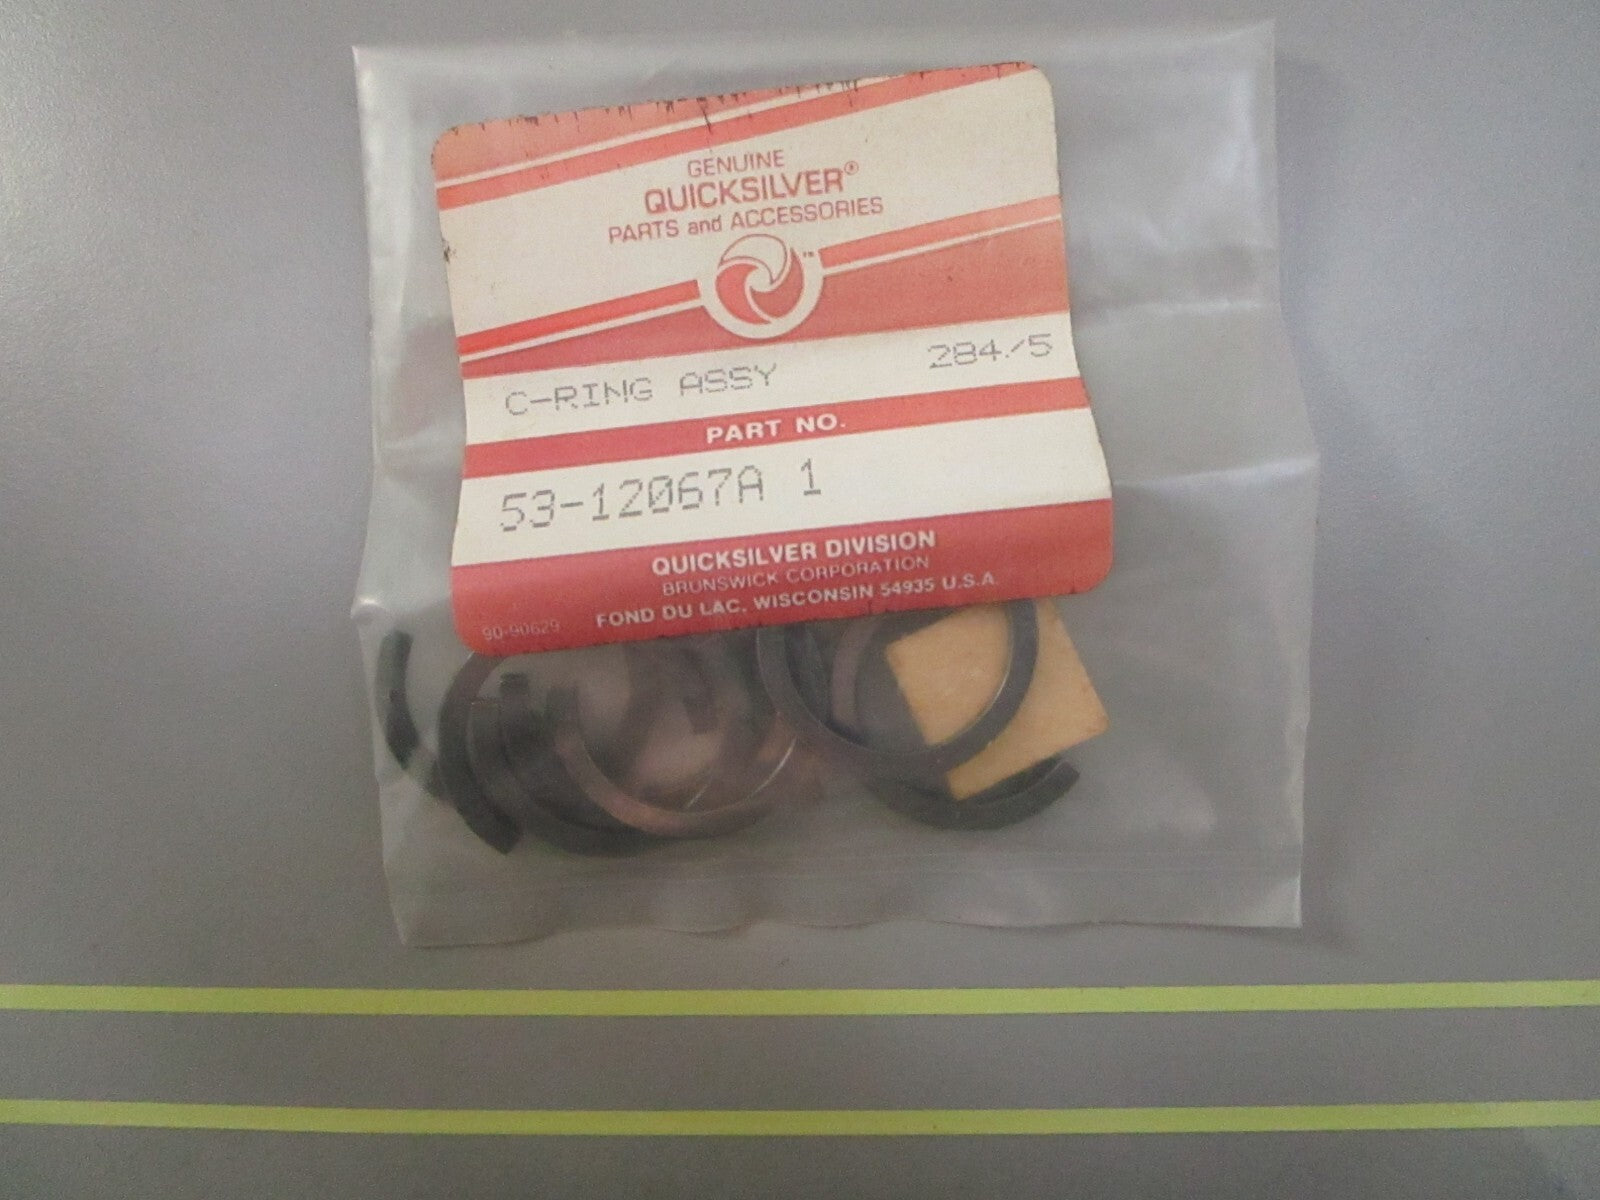 GENUINE
QUICKSILVER®
PARTS and ACCESSORIES
™
C-RING ASSY 284/5
PART NO.
53-12067A 1
QUICKSILVER DIVISION
BRUNSWICK CORPORATION
FOND DU LAC, WISCONSIN 54935 U.S.A.
90-90629